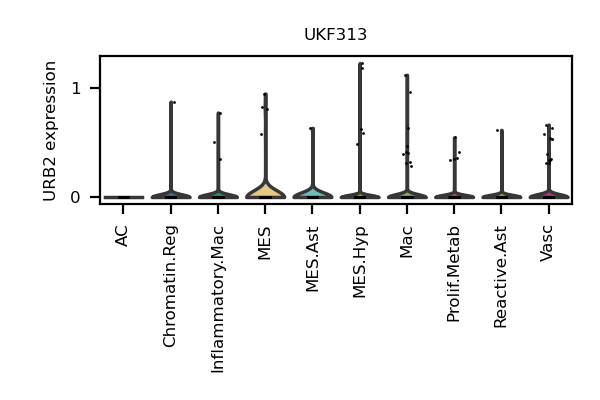 UKF313
URB2 expression
1
0
AC
Chromatin.Reg
Inflammatory.Mac
MES
MES.Ast
MES.Hyp
Mac
Prolif.Metab
Reactive.Ast
Vasc